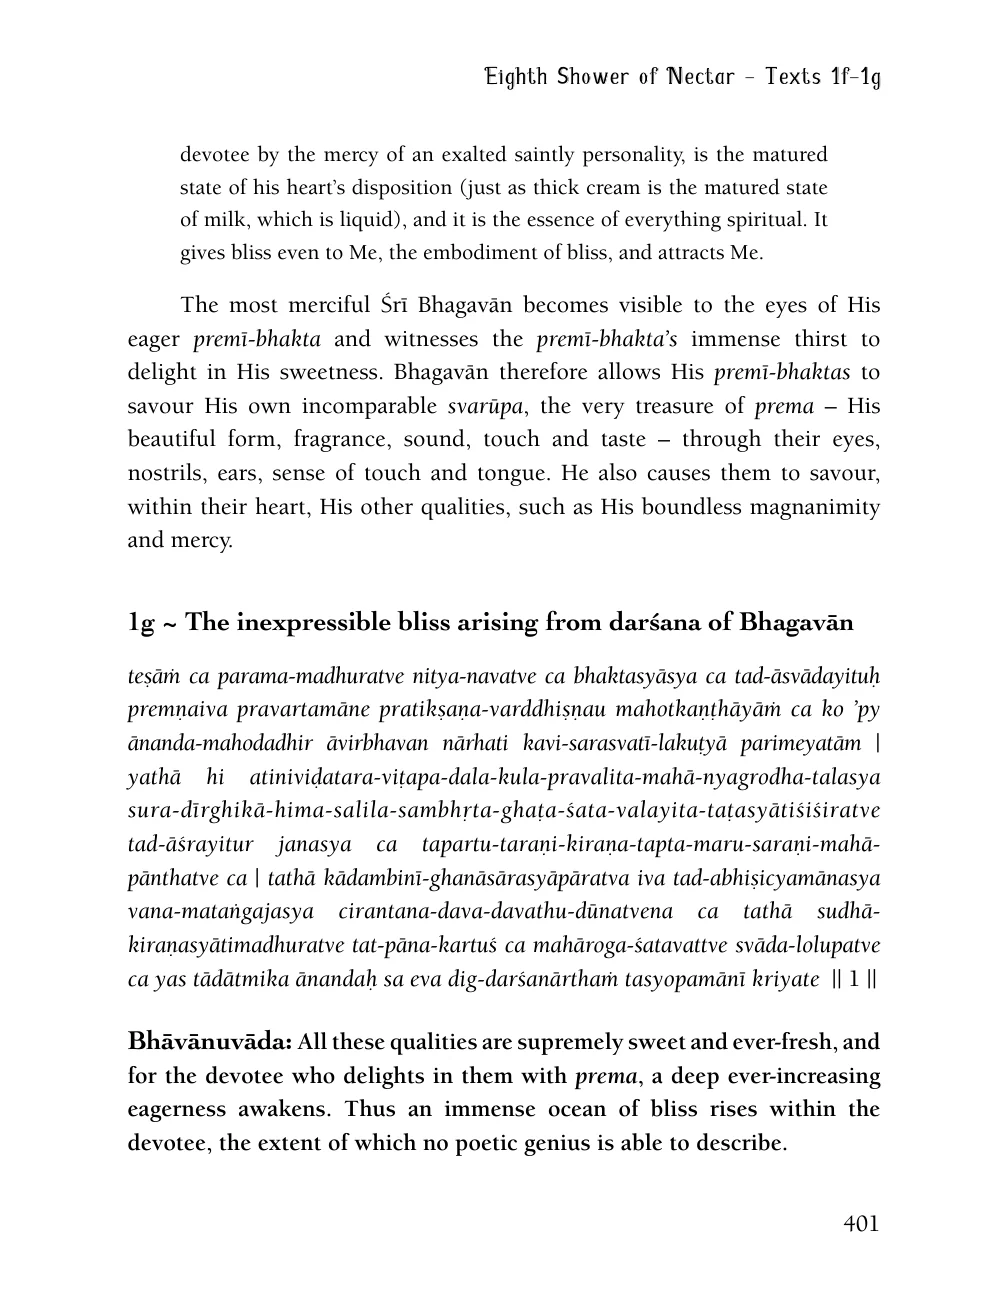 Eighth Shower of Nectar – Texts 1f–1g
devotee by the mercy of an exalted saintly personality, is the matured
state of his heart’s disposition (just as thick cream is the matured state
of milk, which is liquid), and it is the essence of everything spiritual. It
gives bliss even to Me, the embodiment of bliss, and attracts Me.
The most merciful Śrī Bhagavān becomes visible to the eyes of His
eager premī-bhakta and witnesses the premī-bhakta’s immense thirst to
delight in His sweetness. Bhagavān therefore allows His premī-bhaktas to
savour His own incomparable svarūpa, the very treasure of prema – His
beautiful form, fragrance, sound, touch and taste – through their eyes,
nostrils, ears, sense of touch and tongue. He also causes them to savour,
within their heart, His other qualities, such as His boundless magnanimity
and mercy.
1g ~ The inexpressible bliss arising from darśana of Bhagavān
teṣāṁ ca parama-madhuratve nitya-navatve ca bhaktasyāsya ca tad-āsvādayituḥ
premṇaiva pravartamāne pratikṣaṇa-varddhiṣṇau mahotkaṇṭhāyāṁ ca ko ’py
ānanda-mahodadhir āvirbhavan nārhati kavi-sarasvatī-lakuṭyā parimeyatām |
yathā hi atiniviḍatara-viṭapa-dala-kula-pravalita-mahā-nyagrodha-talasya
sura-dīrghikā-hima-salila-sambhṛta-ghaṭa-śata-valayita-taṭasyātiśiśiratve
tad-āśrayitur janasya ca tapartu-taraṇi-kiraṇa-tapta-maru-saraṇi-mahā-
pānthatve ca | tathā kādambinī-ghanāsārasyāpāratva iva tad-abhiṣicyamānasya
vana-mataṅgajasya cirantana-dava-davathu-dūnatvena ca tathā sudhā-
kiraṇasyātimadhuratve tat-pāna-kartuś ca mahāroga-śatavattve svāda-lolupatve
ca yas tādātmika ānandaḥ sa eva dig-darśanārthaṁ tasyopamānī kriyate || 1 ||
Bhāvānuvāda: All these qualities are supremely sweet and ever-fresh, and
for the devotee who delights in them with prema, a deep ever-increasing
eagerness awakens. Thus an immense ocean of bliss rises within the
devotee, the extent of which no poetic genius is able to describe.
401